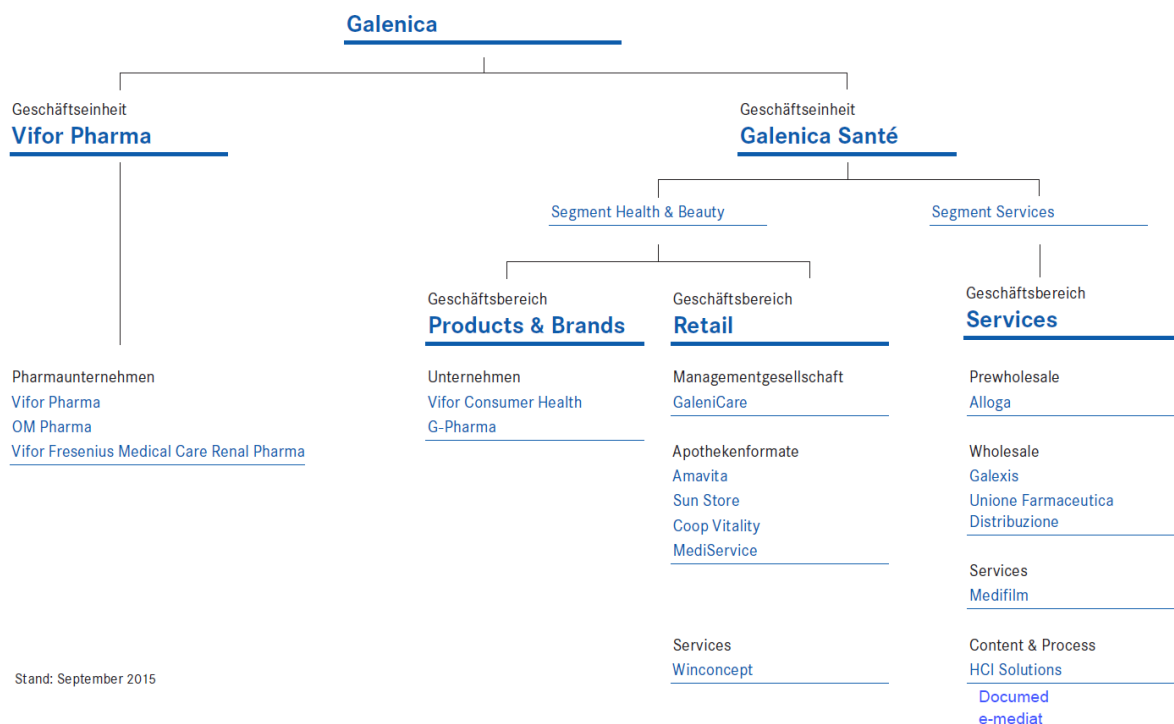 Galenica
Geschäftseinheit
Vifor Pharma
Geschäftseinheit
Galenica Santé
Segment Health & Beauty
Segment Services
Geschäftsbereich
Products & Brands
Geschäftsbereich
Retail
Geschäftsbereich
Services
Pharmaunternehmen
Vifor Pharma
OM Pharma
Vifor Fresenius Medical Care Renal Pharma
Unternehmen
Vifor Consumer Health
G-Pharma
Managementgesellschaft
GaleniCare
Apothekenformate
Amavita
Sun Store
Coop Vitality
MediService
Services
Winconcept
Prewholesale
Alloga
Wholesale
Galexis
Unione Farmaceutica
Distribuzione
Services
Medifilm
Content & Process
HCI Solutions
Documed
e-mediat
Stand: September 2015